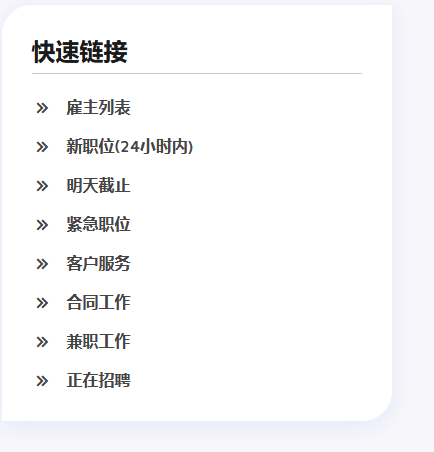 快速链接
» 雇主列表
» 新职位(24小时内)
» 明天截止
» 紧急职位
» 客户服务
» 合同工作
» 兼职工作
» 正在招聘